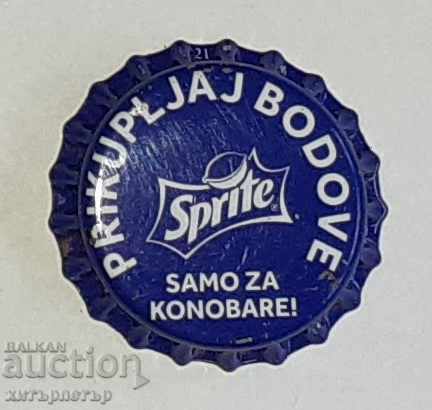 21
PRIKUPLJAJ BODOVE
Sprite
SAMO ZA
KONOBARE!
BALKAN
auction
хитърпетър